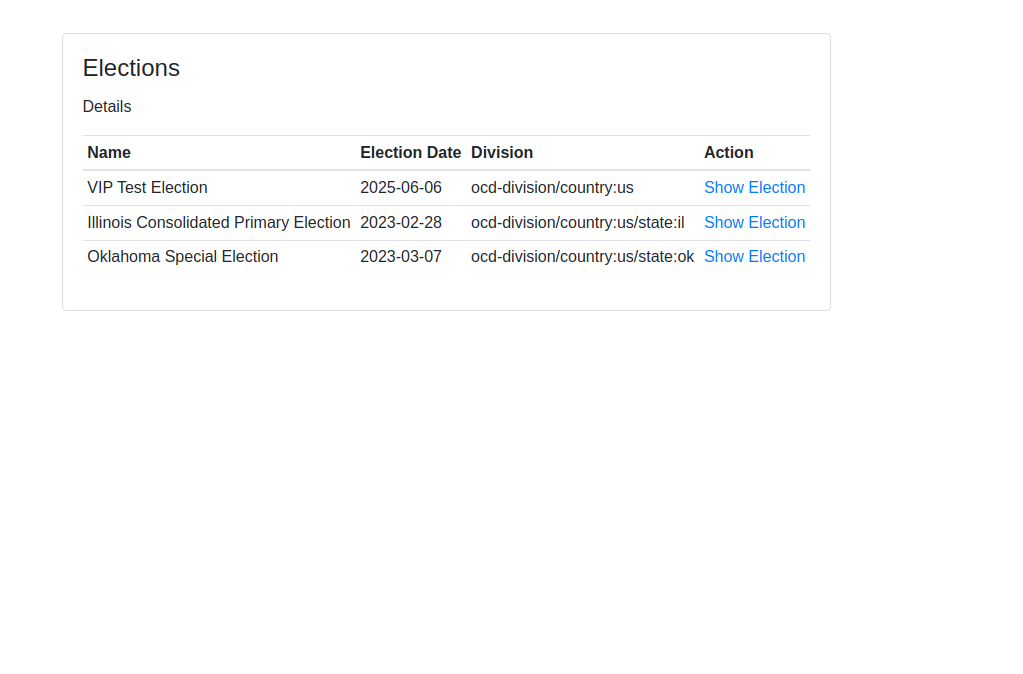 Elections
Details
Name Election Date Division Action
VIP Test Election 2025-06-06 ocd-division/country:us Show Election
Illinois Consolidated Primary Election 2023-02-28 ocd-division/country:us/state:il Show Election
Oklahoma Special Election 2023-03-07 ocd-division/country:us/state:ok Show Election